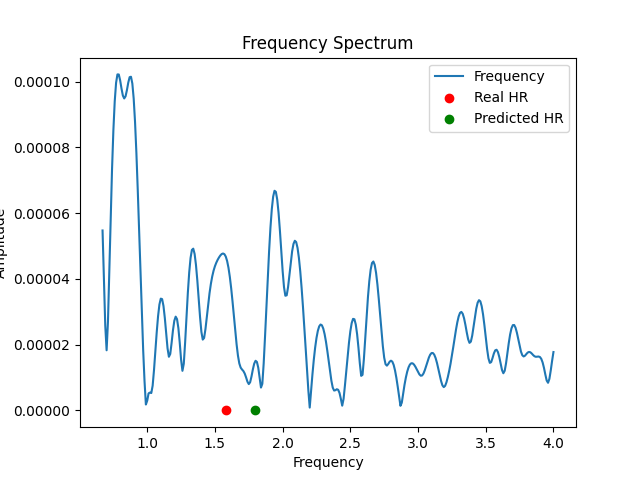 Frequency Spectrum
Frequency
Real HR
Predicted HR
0.00010
0.00008
0.00006
0.00004
0.00002
0.00000
Amplitude
1.0 1.5 2.0 2.5 3.0 3.5 4.0
Frequency